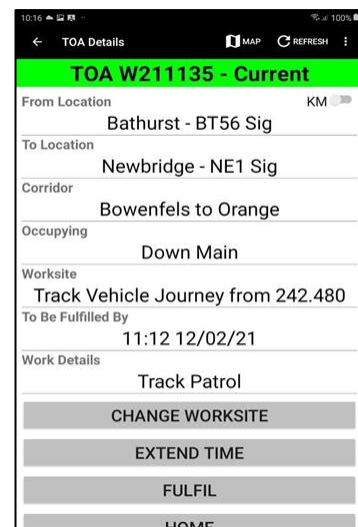 10:16
100%
TOA Details
MAP
REFRESH
TOA W211135 - Current
From Location
KM
Bathurst - BT56 Sig
To Location
Newbridge - NE1 Sig
Corridor
Bowenfels to Orange
Occupying
Down Main
Worksite
Track Vehicle Journey from 242.480
To Be Fulfilled By
11:12 12/02/21
Work Details
Track Patrol
CHANGE WORKSITE
EXTEND TIME
FULFIL
HOME